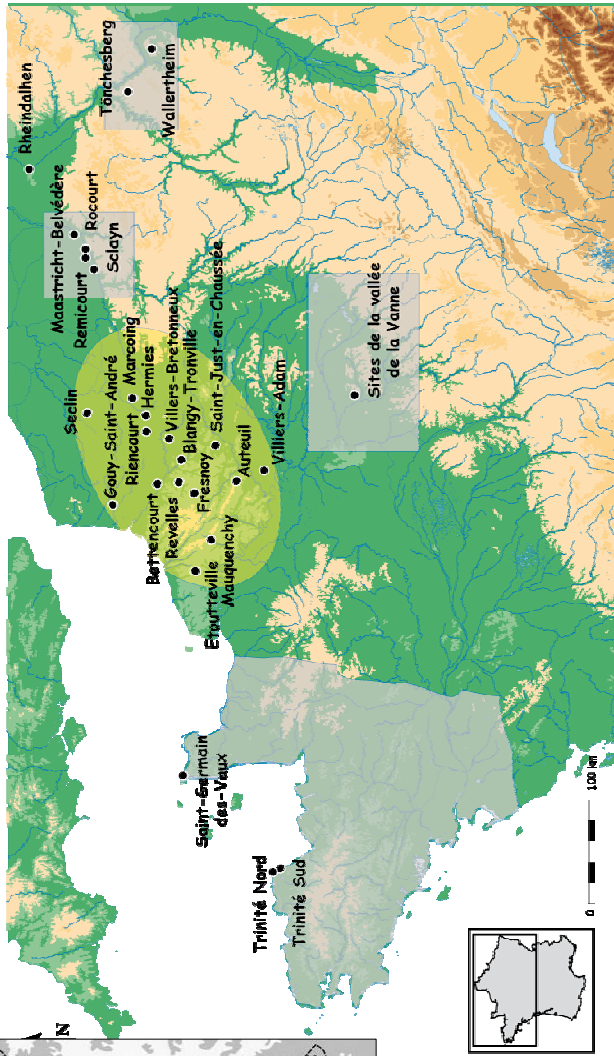 Rheindalhen
Tönchesberg
Wallertheim
Maastricht-Belvédère
Remicourt
Rocourt
Sclayn
Seclin
Gouy-Saint-André
Riencourt
Marcoing
Hermies
Villers-Bretonneux
Blangy-Tronville
Saint-Just-en-Chaussée
Bettencourt
Revelles
Fresnoy
Auteuil
Villiers-Adam
Etoutteville
Mauquenchy
Sites de la vallée
de la Vanne
Saint-Germain
des-Vaux
Trinité Nord
Trinité Sud
0
100 km
N